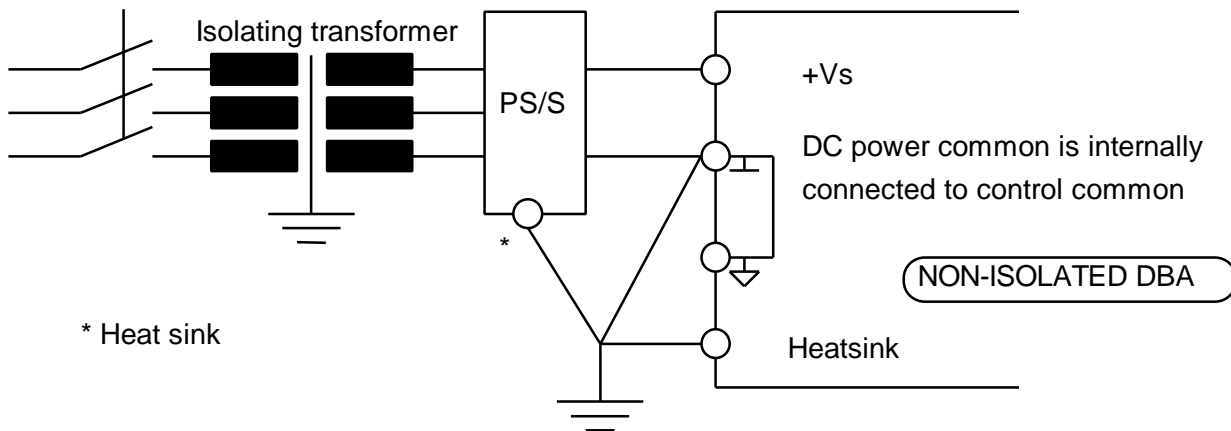 Isolating transformer
PS/S
+Vs
DC power common is internally
connected to control common
*
NON-ISOLATED DBA
* Heat sink
Heatsink